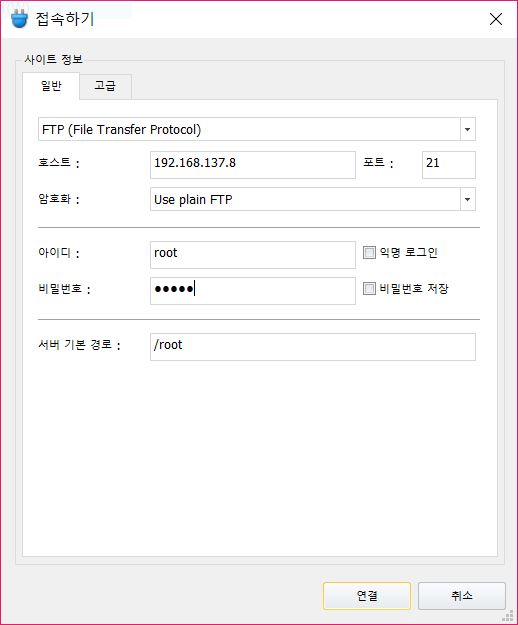 접속하기
사이트 정보
일반 고급
FTP (File Transfer Protocol)
호스트 : 192.168.137.8 포트 : 21
암호화 : Use plain FTP
아이디 : root 익명 로그인
비밀번호 : ●●●●● 비밀번호 저장
서버 기본 경로 : /root
연결 취소